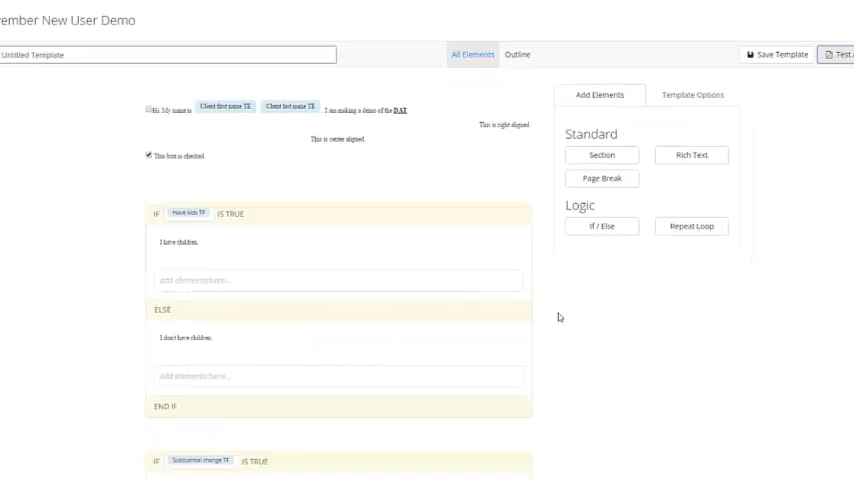 ember New User Demo
Untitled Template
All Elements
Outline
Save Template
Test
Hi. My name is Client first name TE Client last name TE . I am making a demo of the DAT.
This is right aligned.
This is center aligned.
This box is checked.
Add Elements
Template Options
Standard
Section
Rich Text
Page Break
Logic
If / Else
Repeat Loop
IF Have kids TF IS TRUE
I have children.
Add elements here...
ELSE
I don't have children.
Add elements here...
END IF
IF Substantial change TF IS TRUE